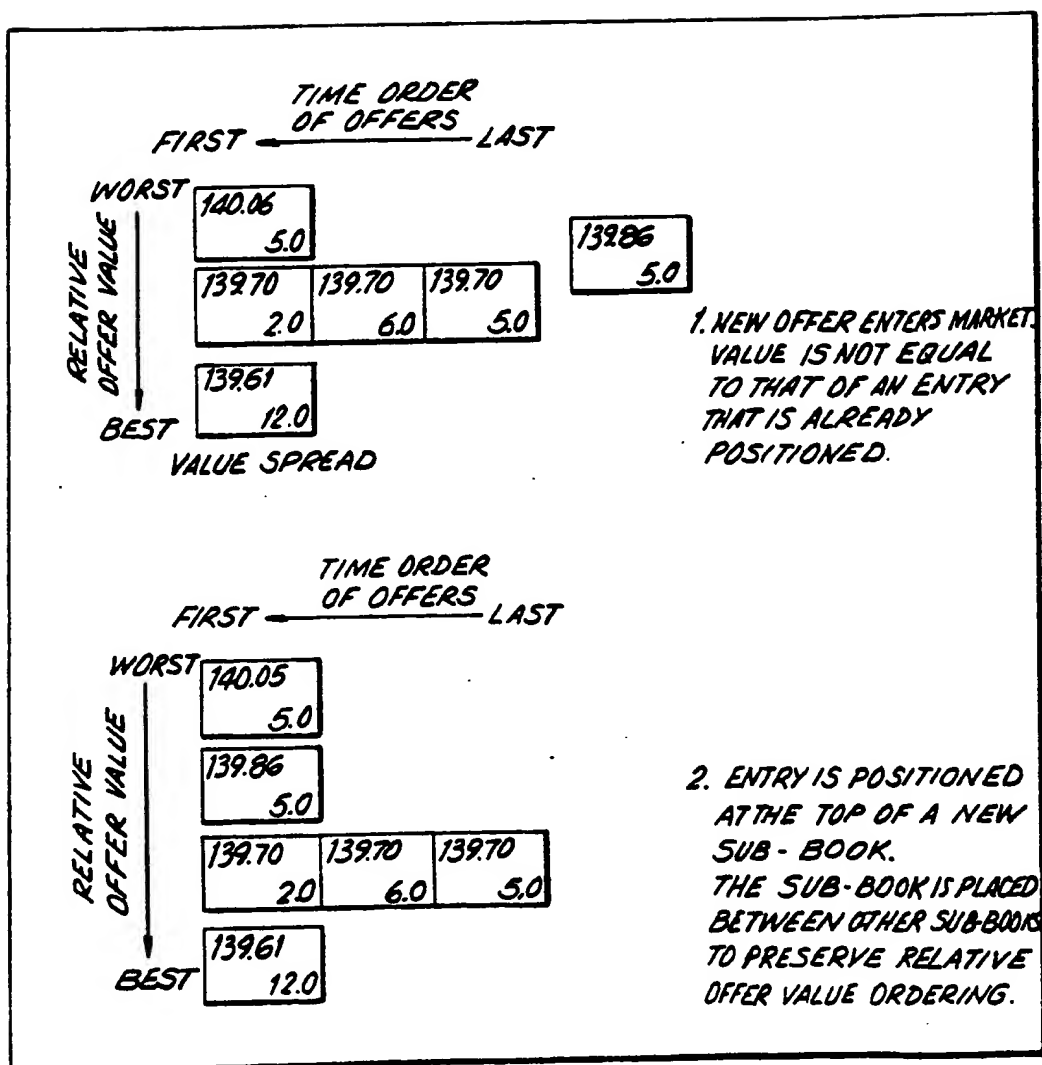 TIME ORDER
OF OFFERS
FIRST LAST
WORST
RELATIVE
OFFER VALUE
140.06
5.0
139.86
5.0
139.70 139.70 139.70
2.0 6.0 5.0
139.61
12.0
BEST
VALUE SPREAD
1. NEW OFFER ENTERS MARKET.
VALUE IS NOT EQUAL
TO THAT OF AN ENTRY
THAT IS ALREADY
POSITIONED.
TIME ORDER
OF OFFERS
FIRST LAST
WORST
RELATIVE
OFFER VALUE
140.05
5.0
139.86
5.0
139.70 139.70 139.70
2.0 6.0 5.0
139.61
12.0
BEST
2. ENTRY IS POSITIONED
AT THE TOP OF A NEW
SUB-BOOK.
THE SUB-BOOK IS PLACED
BETWEEN OTHER SUB-BOOKS
TO PRESERVE RELATIVE
OFFER VALUE ORDERING.